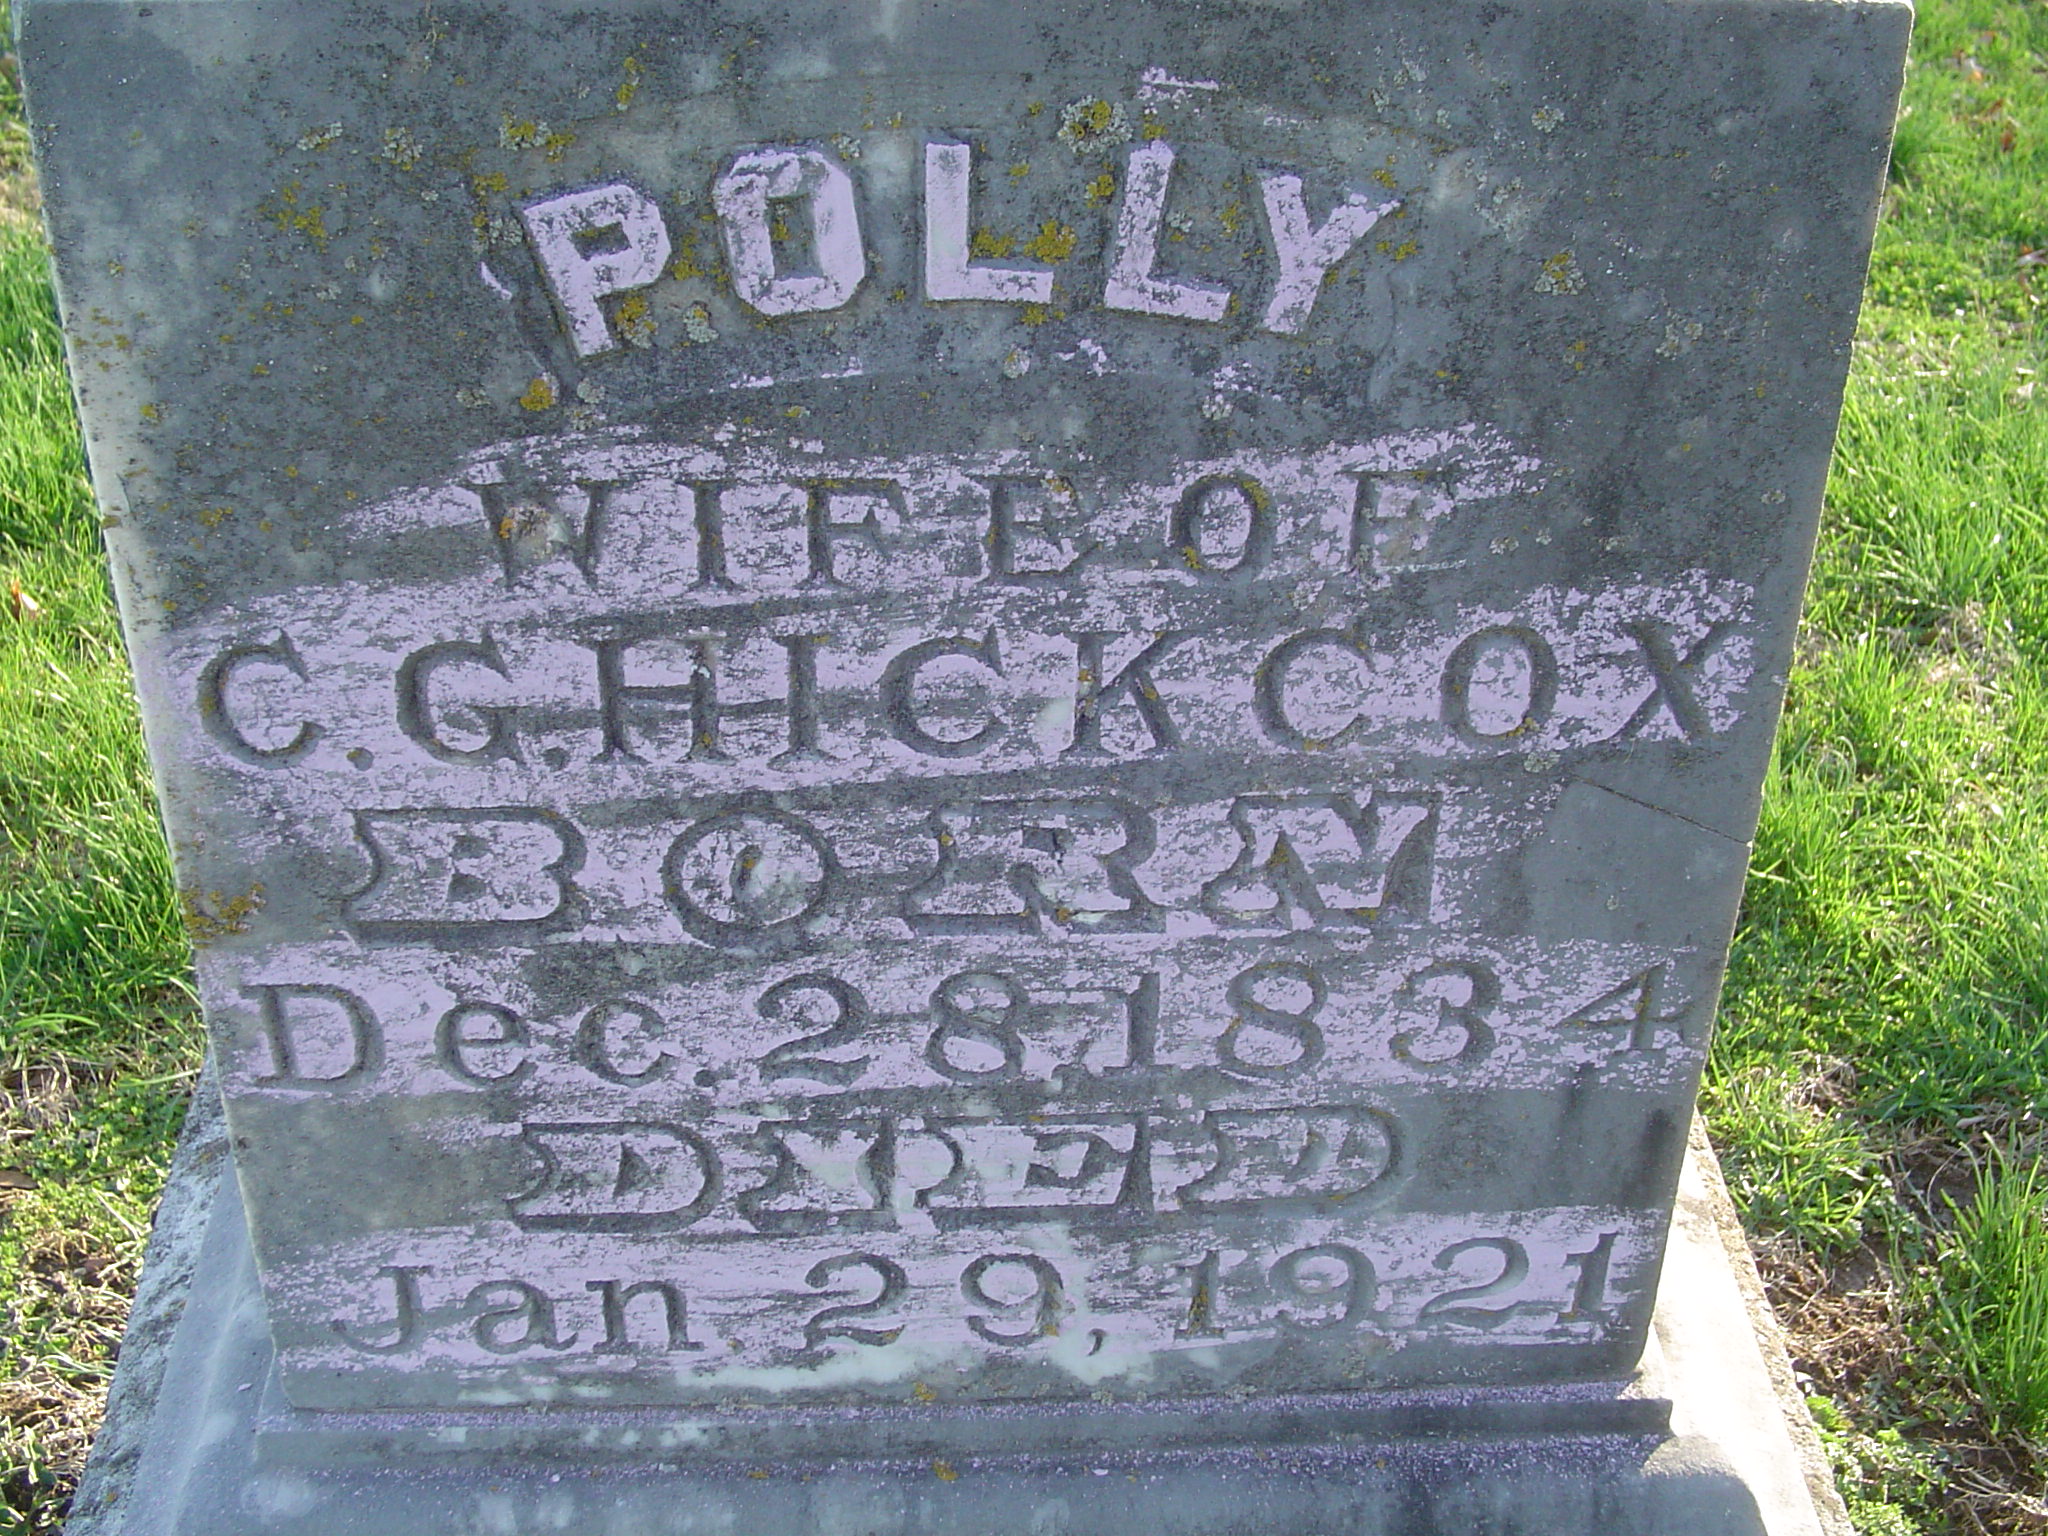 POLLY
WIFE OF
C.G. HICKCOX
BORN
Dec. 28, 1834
DIED
Jan 29, 1921